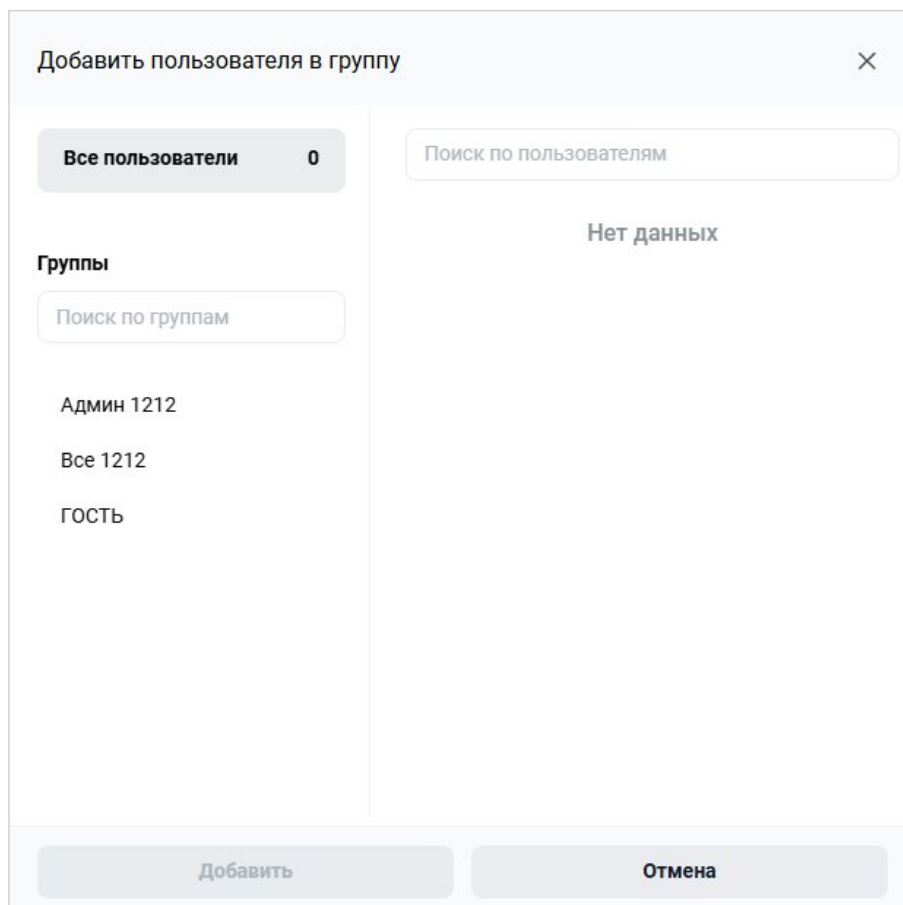 Добавить пользователя в группу
Все пользователи 0
Поиск по пользователям
Нет данных
Группы
Поиск по группам
Админ 1212
Все 1212
ГОСТЬ
Добавить
Отмена